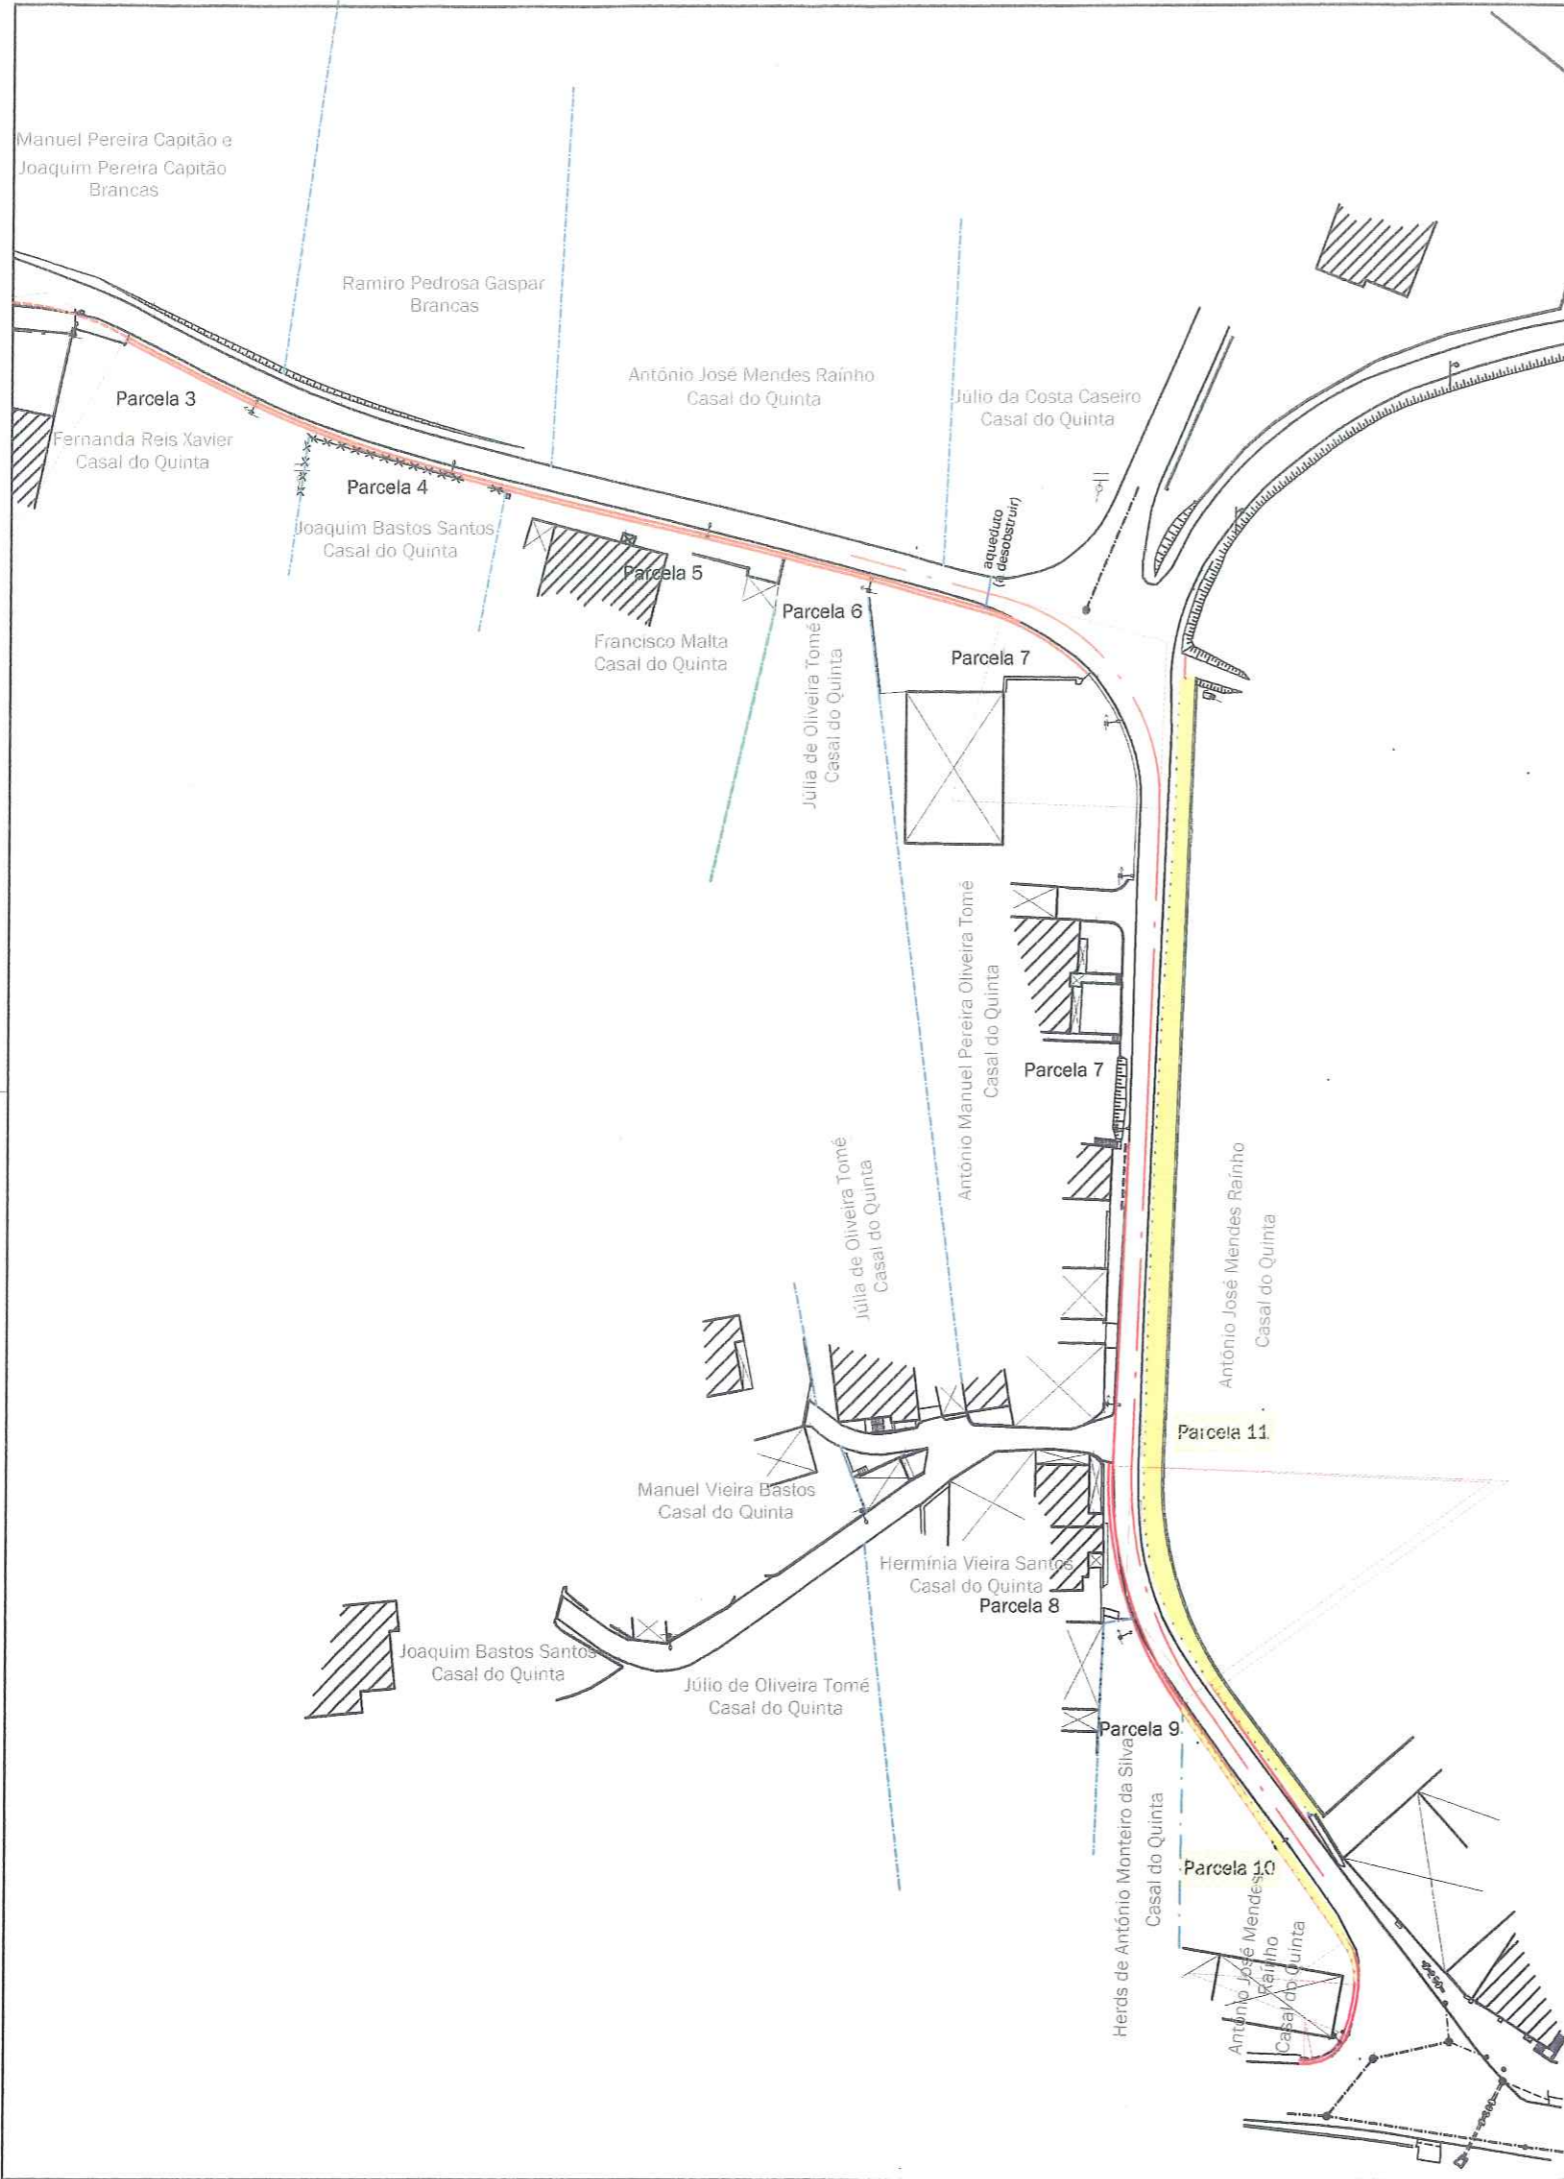 Manuel Pereira Capitão e
Joaquim Pereira Capitão
Brancas
Ramiro Pedrosa Gaspar
Brancas
António José Mendes Raínho
Casal do Quinta
Júlio da Costa Caseiro
Casal do Quinta
Parcela 3
Fernanda Reis Xavier
Casal do Quinta
Parcela 4
Joaquim Bastos Santos
Casal do Quinta
aqueduto
(a desobstruir)
Parcela 5
Francisco Malta
Casal do Quinta
Parcela 6
Júlia de Oliveira Tomé
Casal do Quinta
Parcela 7
António Manuel Pereira Oliveira Tomé
Casal do Quinta
Parcela 7
Júlia de Oliveira Tomé
Casal do Quinta
António José Mendes Raínho
Casal do Quinta
Parcela 11
Manuel Vieira Bastos
Casal do Quinta
Hermínia Vieira Santos
Casal do Quinta
Parcela 8
Joaquim Bastos Santos
Casal do Quinta
Júlio de Oliveira Tomé
Casal do Quinta
Parcela 9
Herds de António Monteiro da Silva
Casal do Quinta
Parcela 10
António José Mendes
Raínho
Casal do Quinta